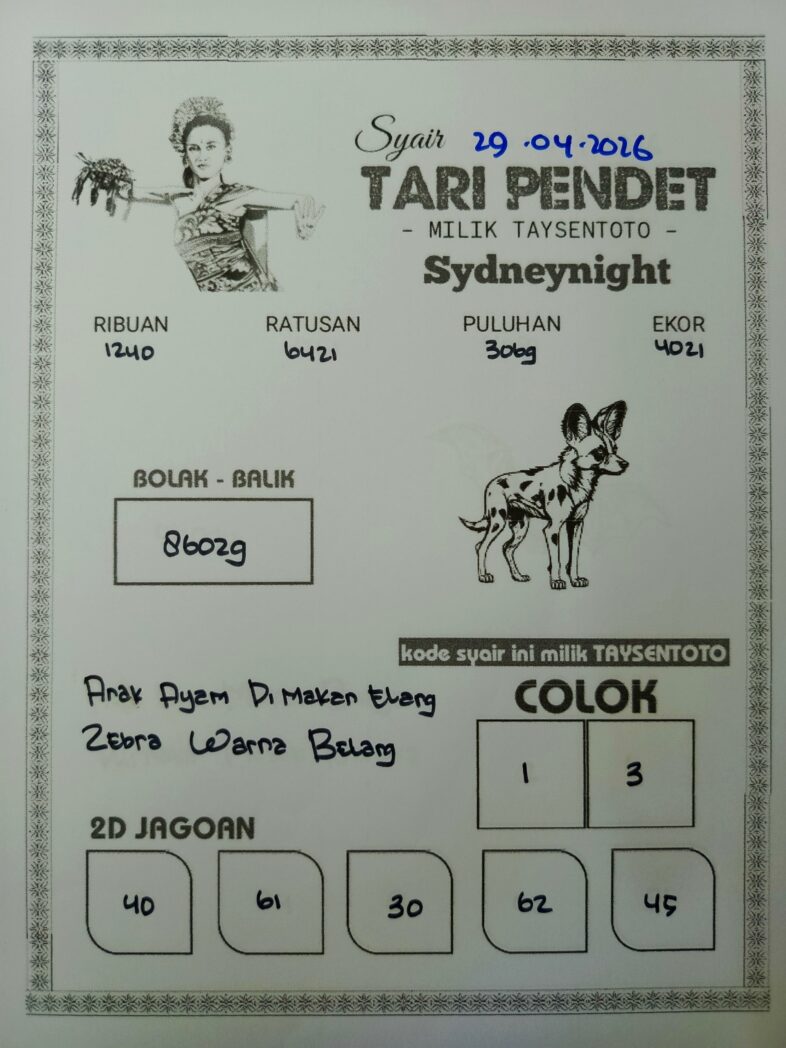 Syair 29.04.2026
TARI PENDET
- MILIK TAYSENTOTO -
Sydneynight
RIBUAN RATUSAN PULUHAN EKOR
1240 6421 3069 4021
BOLAK - BALIK
86029
kode syair ini milik TAYSENTOTO
Anak Ayam Di Makan Elang
Zebra Warna Belang
COLOK
1 3
2D JAGOAN
40 61 30 62 45